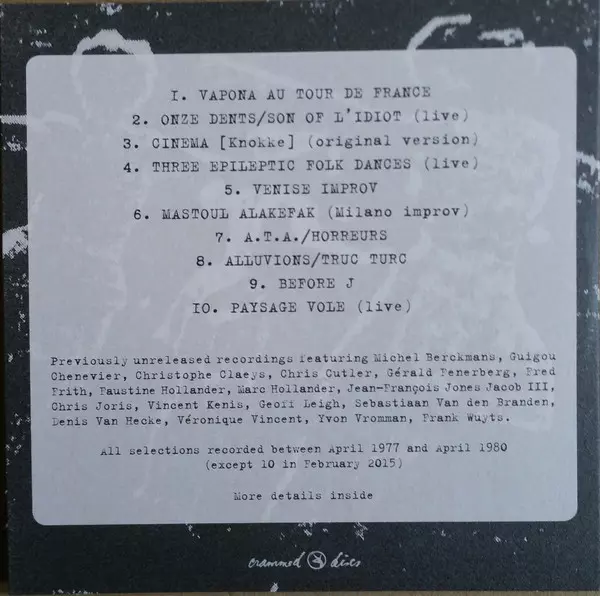 1. VAPONA AU TOUR DE FRANCE
2. ONZE DENTS/SON OF L'IDIOT (live)
3. CINEMA [Knokke] (original version)
4. THREE EPILEPTIC FOLK DANCES (live)
5. VENISE IMPROV
6. MASTOUL ALAKEFAK (Milano improv)
7. A.T.A./HORREURS
8. ALLUVIONS/TRUC TURC
9. BEFORE J
10. PAYSAGE VOLE (live)
Previously unreleased recordings featuring Michel Berckmans, Guigou
Chenevier, Christophe Claeys, Chris Cutler, Gérald Fenerberg, Fred
Frith, Faustine Hollander, Marc Hollander, Jean-François Jones Jacob III,
Chris Joris, Vincent Kenis, Geoff Leigh, Sebastiaan Van den Branden,
Denis Van Hecke, Véronique Vincent, Yvon Vromman, Frank Wuyts.
All selections recorded between April 1977 and April 1980
(except 10 in February 2015)
More details inside
crammed discs